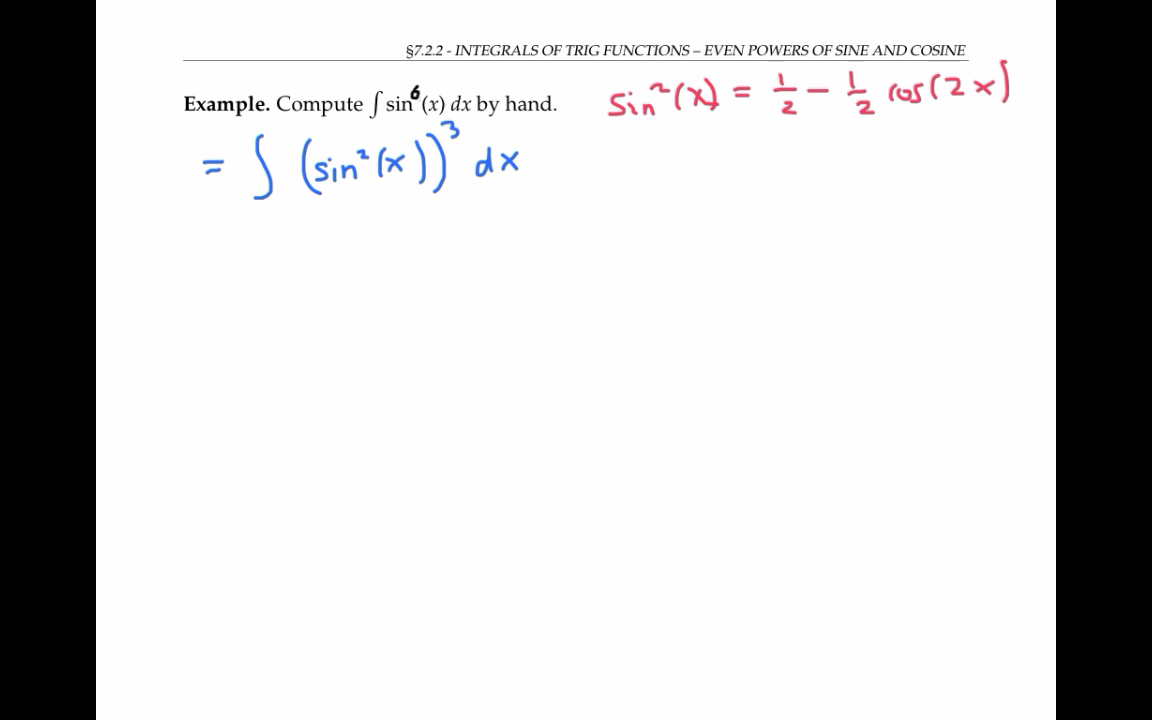 §7.2.2 - INTEGRALS OF TRIG FUNCTIONS – EVEN POWERS OF SINE AND COSINE
Example. Compute ∫ sin⁶(x) dx by hand. sin²(x) = 1/2 − 1/2 cos(2x)
= ∫ (sin²(x))³ dx